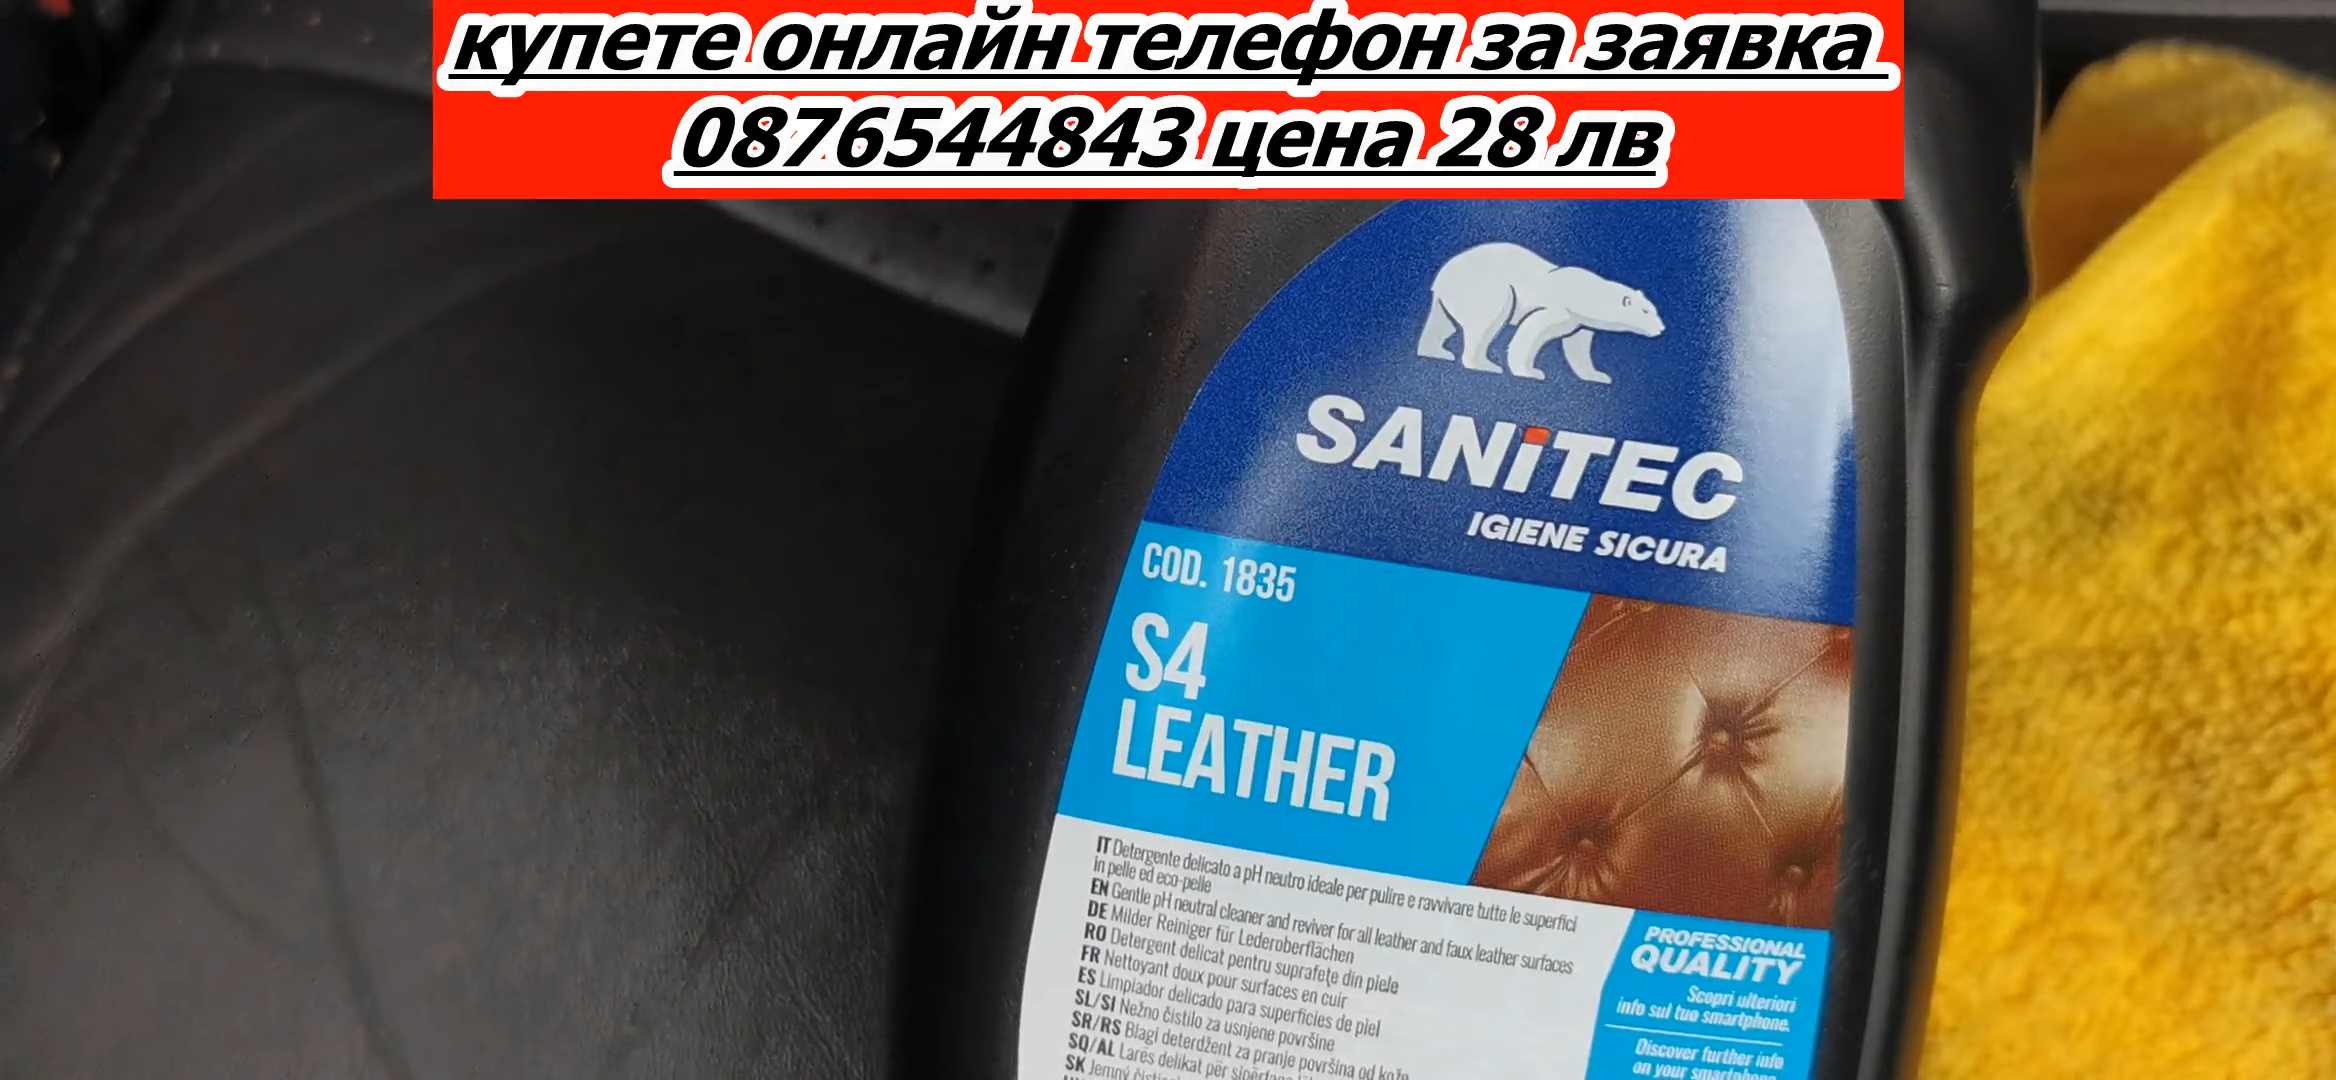 купете онлайн телефон за заявка
0876544843 цена 28 лв
SANiTEC
IGIENE SICURA
COD. 1835
S4
LEATHER
IT Detergente delicato a pH neutro ideale per pulire e ravvivare tutte le superfici
in pelle ed eco-pelle
EN Gentle pH neutral cleaner and reviver for all leather and faux leather surfaces
DE Milder Reiniger für Lederoberflächen
RO Detergent delicat pentru suprafețe din piele
FR Nettoyant doux pour surfaces en cuir
ES Limpiador delicado para superficies de piel
SL/SI Nežno čistilo za usnjene površine
SR/RS Blagi deterdžent za pranje površina od kože
SQ/AL Larës delikat për
SK Jemný
PROFESSIONAL
QUALITY
Scopri ulteriori
info sul tuo smartphone.
Discover further info
on your smartphone